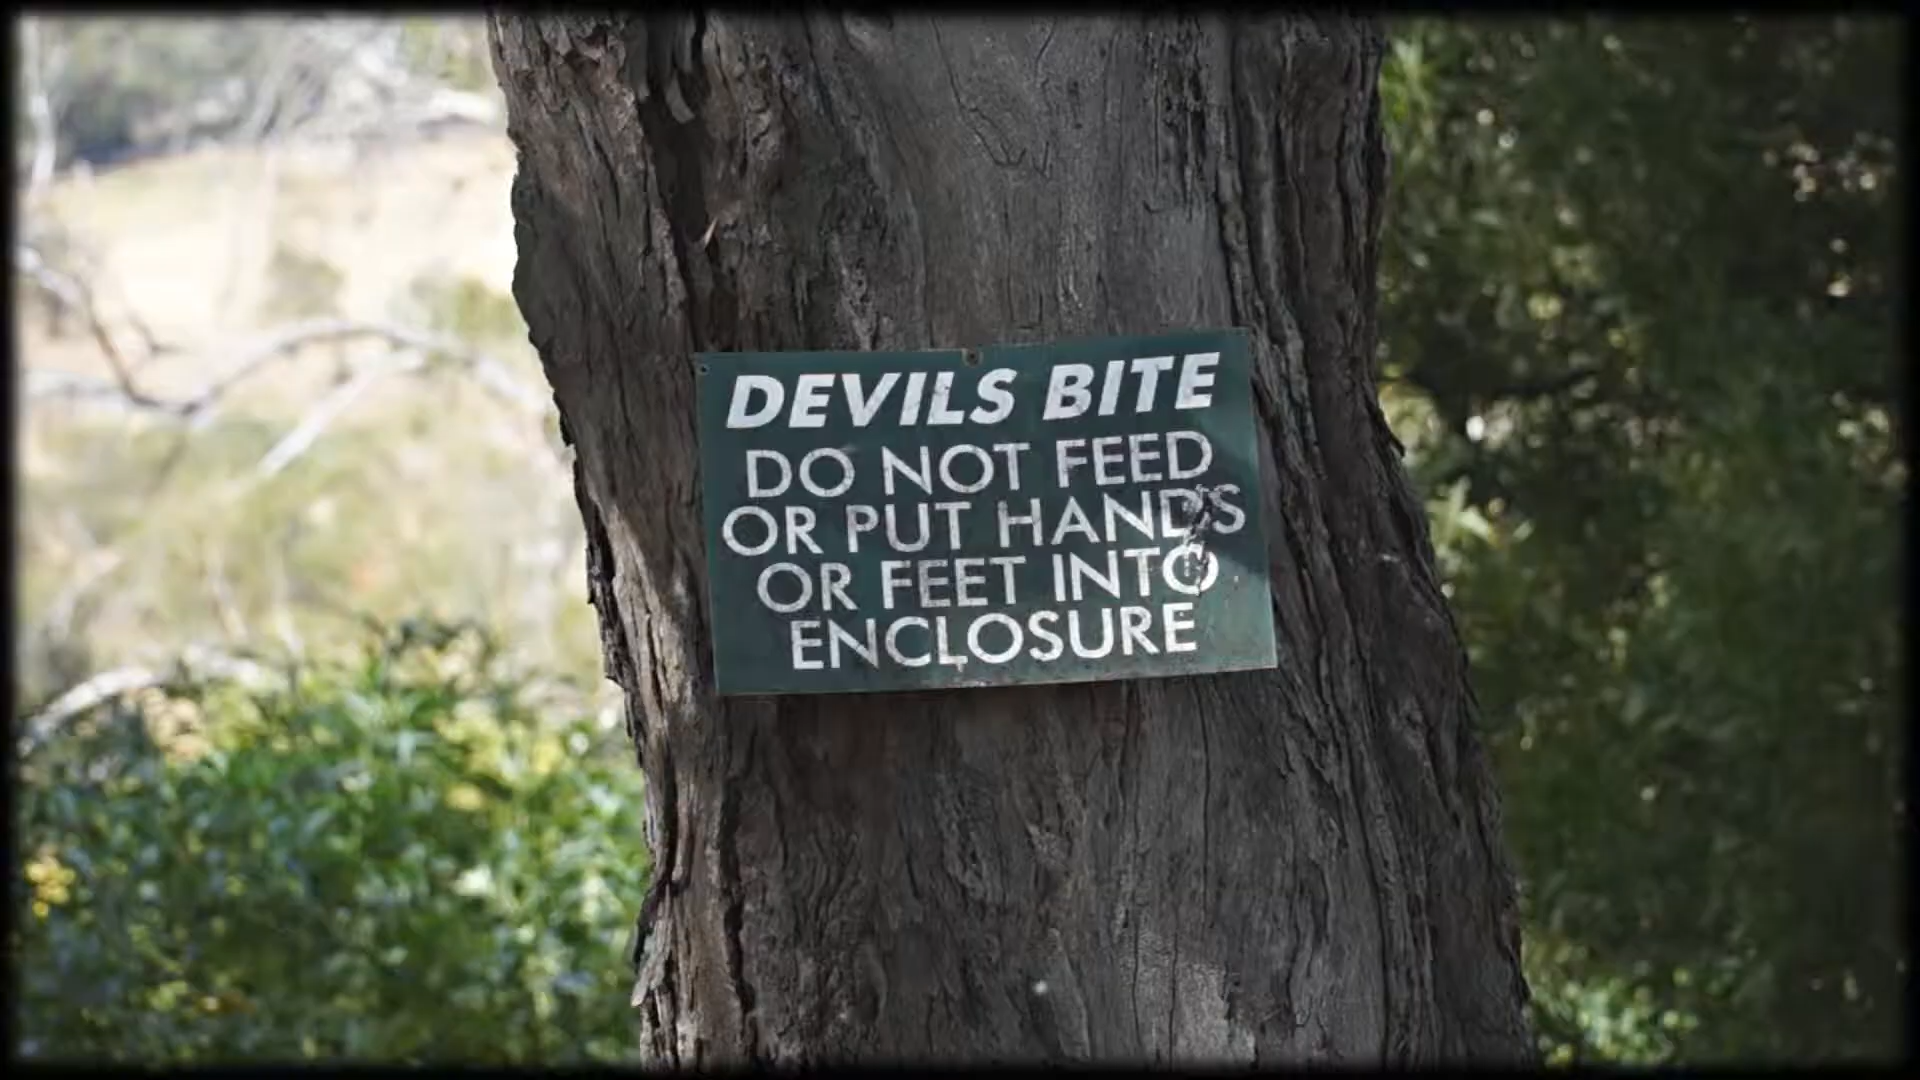 DEVILS BITE
DO NOT FEED
OR PUT HANDS
OR FEET INTO
ENCLOSURE